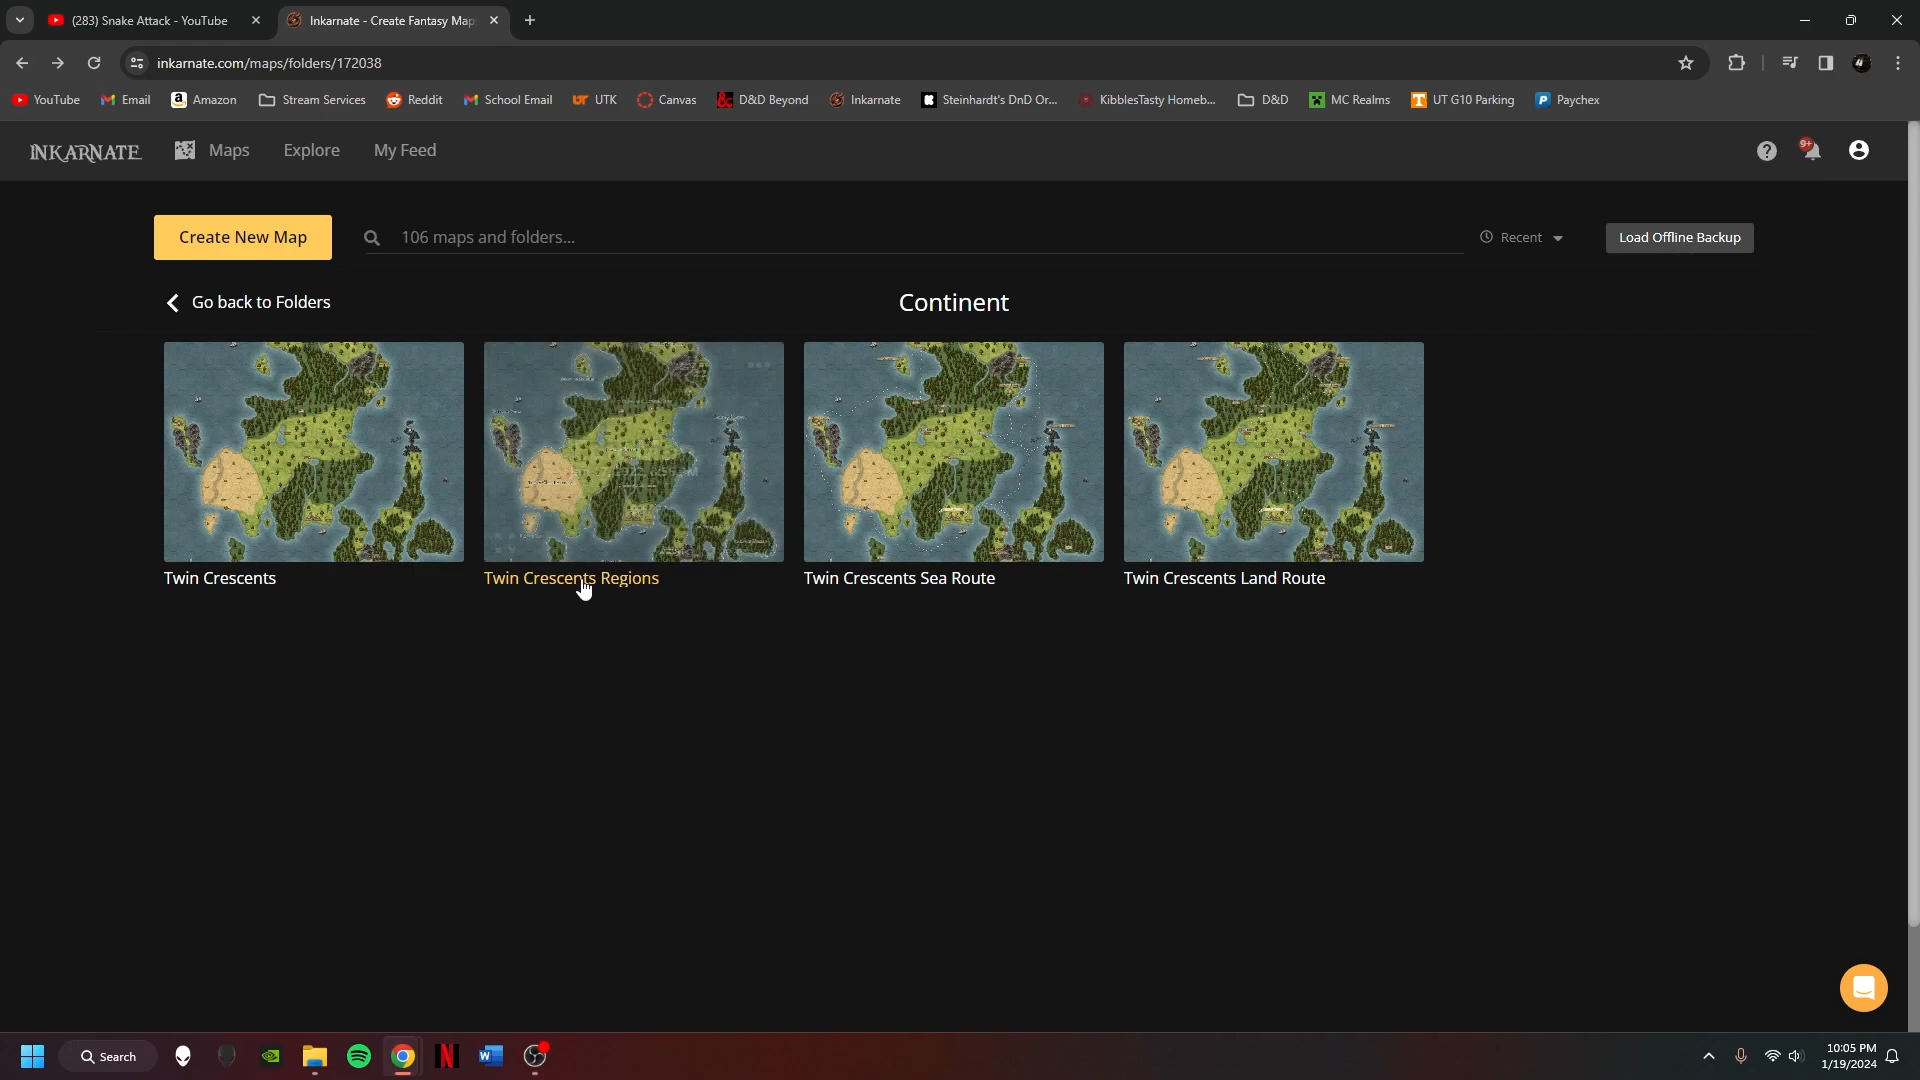 (283) Snake Attack - YouTube
Inkarnate - Create Fantasy Map
inkarnate.com/maps/folders/172038
YouTube
Email
Amazon
Stream Services
Reddit
School Email
UTK
Canvas
D&D Beyond
Inkarnate
Steinhardt's DnD Or...
KibblesTasty Homeb...
D&D
MC Realms
UT G10 Parking
Paychex
INKARNATE
Maps
Explore
My Feed
9+
Create New Map
106 maps and folders...
Recent
Load Offline Backup
Go back to Folders
Continent
Twin Crescents
Twin Crescents Regions
Twin Crescents Sea Route
Twin Crescents Land Route
Search
10:05 PM
1/19/2024